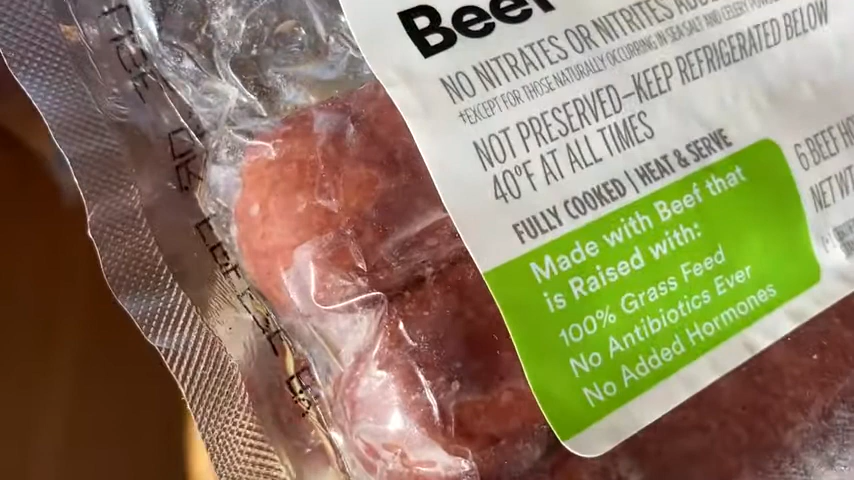 Beef
NO NITRATES OR NITRITES ADDED
‡EXCEPT FOR THOSE NATURALLY OCCURRING IN SEA SALT AND CELERY POWDER
NOT PRESERVED–KEEP REFRIGERATED BELOW
40°F AT ALL TIMES
FULLY COOKED | HEAT & SERVE
6 BEEF
NET WT
Made with Beef that
is Raised with:
100% Grass Feed
No Antibiotics Ever
No Added Hormones